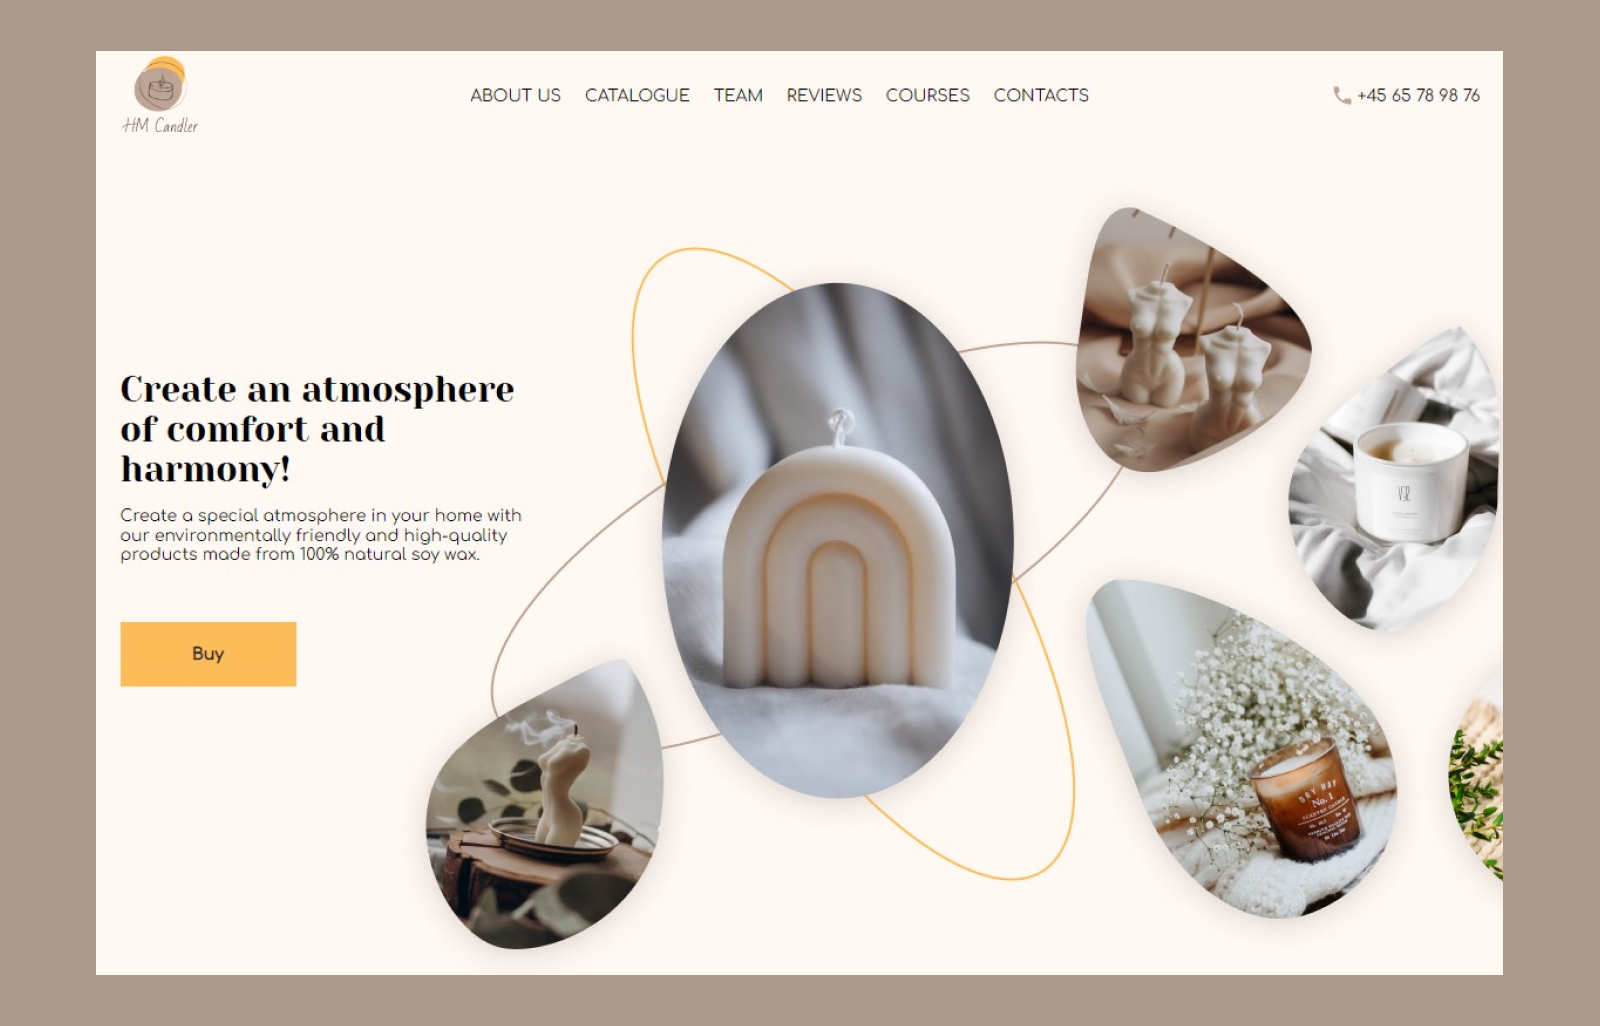 HM Candler
ABOUT US
CATALOGUE
TEAM
REVIEWS
COURSES
CONTACTS
+45 65 78 98 76
Create an atmosphere
of comfort and
harmony!
Create a special atmosphere in your home with
our environmentally friendly and high-quality
products made from 100% natural soy wax.
Buy
No. 1
SCENTED CANDLE